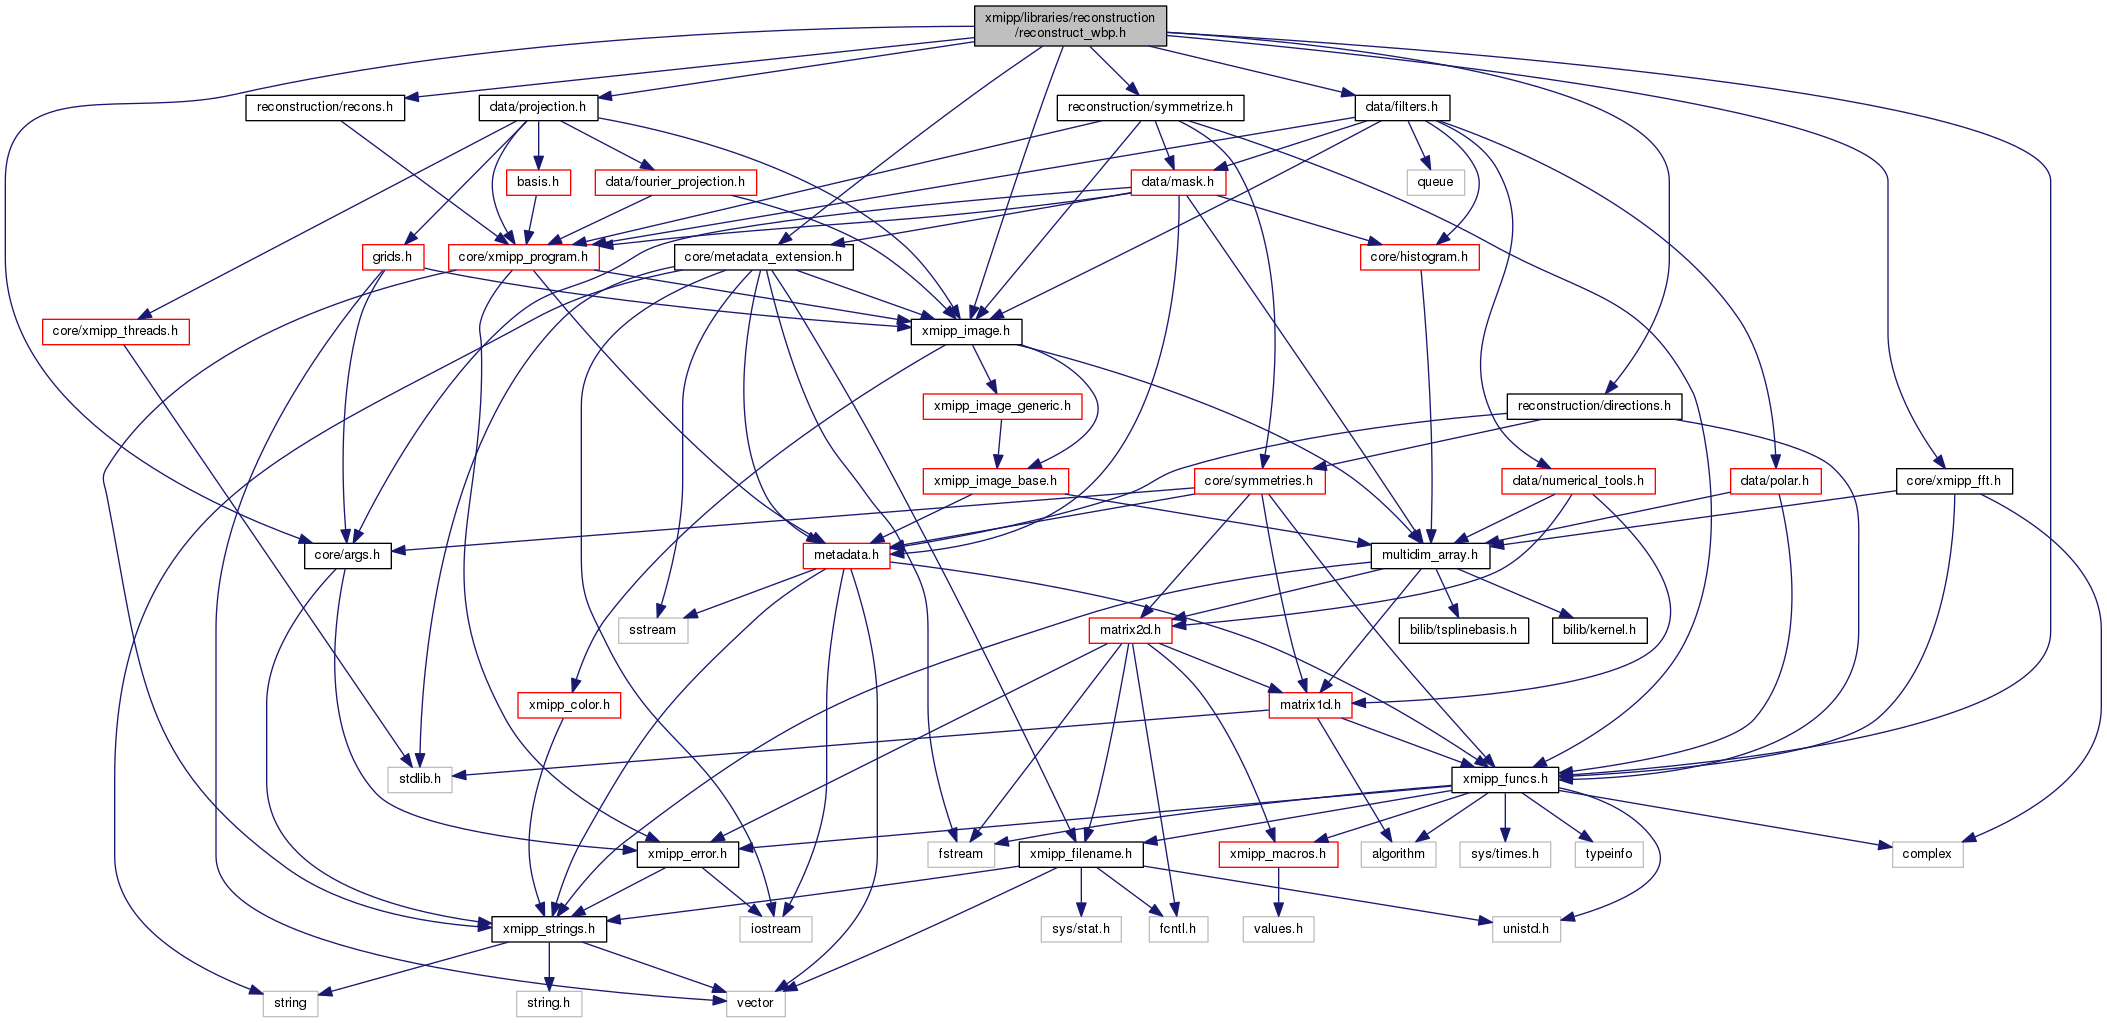 xmipp/libraries/reconstruction
/reconstruct_wbp.h
reconstruction/recons.h
data/projection.h
reconstruction/symmetrize.h
data/filters.h
basis.h
data/fourier_projection.h
data/mask.h
queue
grids.h
core/xmipp_program.h
core/metadata_extension.h
core/histogram.h
core/xmipp_threads.h
xmipp_image.h
xmipp_image_generic.h
reconstruction/directions.h
xmipp_image_base.h
core/symmetries.h
data/numerical_tools.h
data/polar.h
core/xmipp_fft.h
core/args.h
metadata.h
multidim_array.h
sstream
matrix2d.h
bilib/tsplinebasis.h
bilib/kernel.h
xmipp_color.h
matrix1d.h
stdlib.h
xmipp_funcs.h
xmipp_error.h
fstream
xmipp_filename.h
xmipp_macros.h
algorithm
sys/times.h
typeinfo
complex
xmipp_strings.h
iostream
sys/stat.h
fcntl.h
values.h
unistd.h
string
string.h
vector